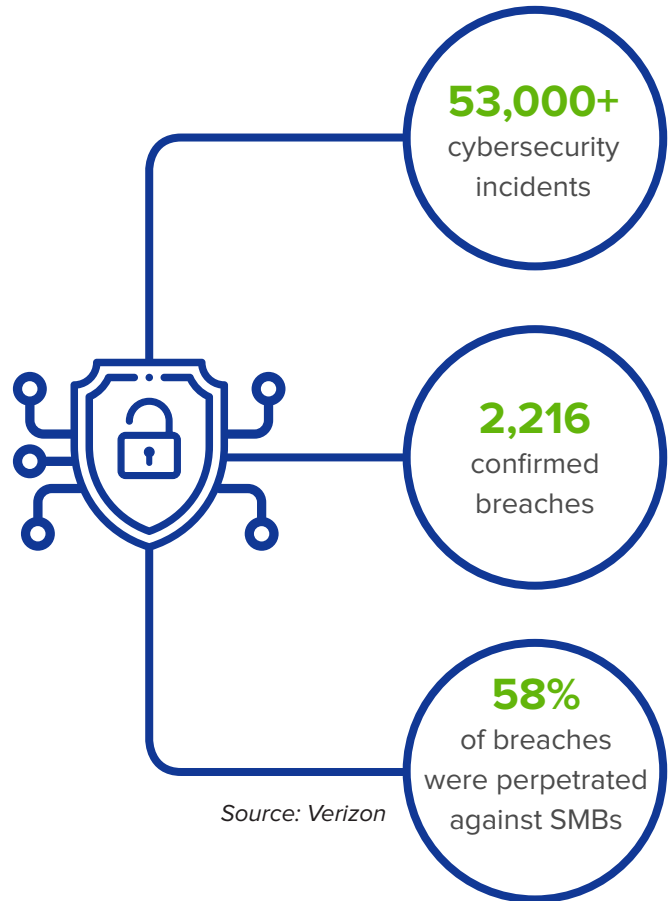 53,000+
cybersecurity
incidents
2,216
confirmed
breaches
58%
of breaches
were perpetrated
against SMBs
Source: Verizon